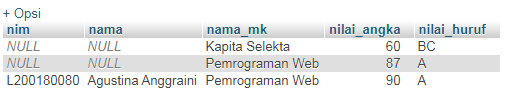 + Opsi
nim nama nama_mk nilai_angka nilai_huruf
NULL NULL Kapita Selekta 60 BC
NULL NULL Pemrograman Web 87 A
L200180080 Agustina Anggraini Pemrograman Web 90 A